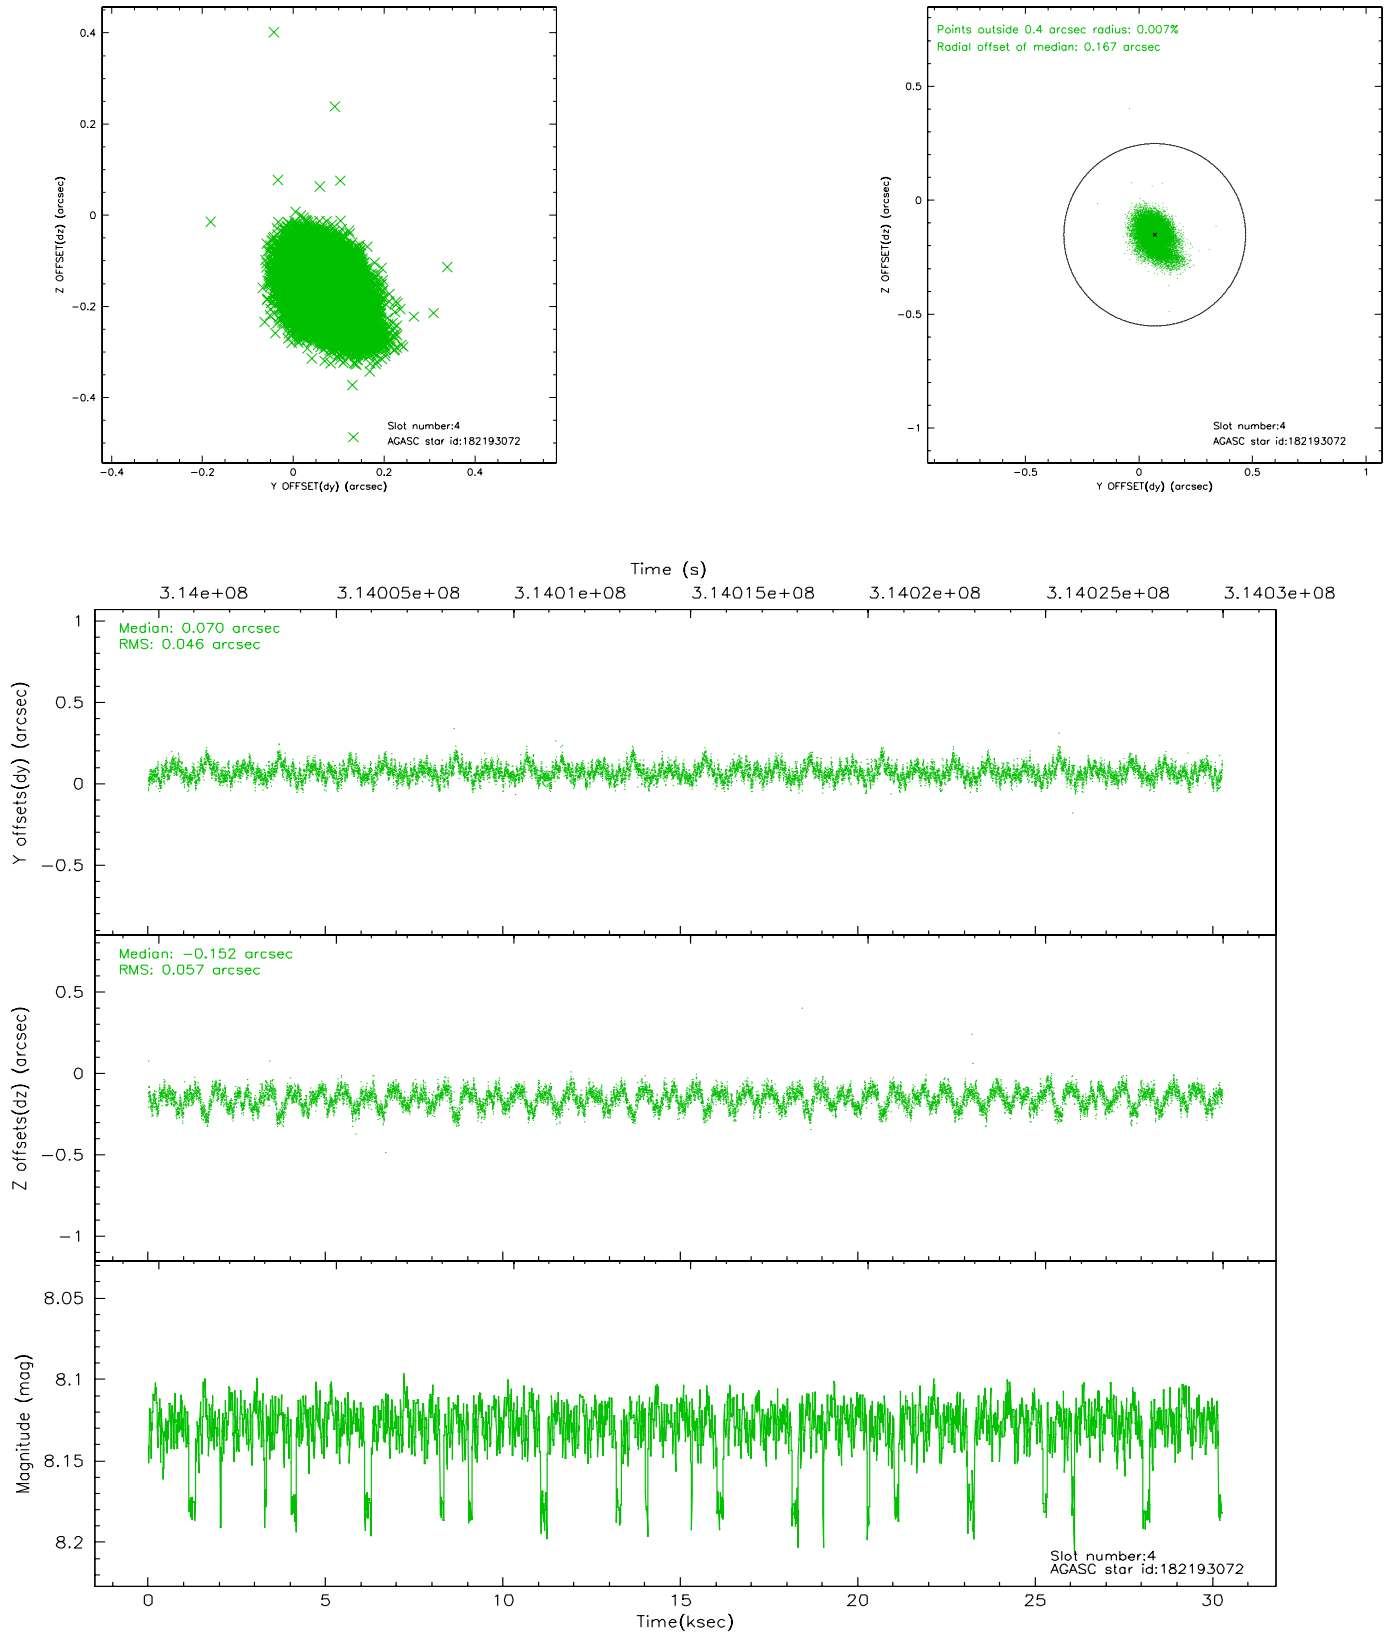 0.4
0.2
0
−0.2
−0.4
Z OFFSET(dz) (arcsec)
Slot number:4
AGASC star id:182193072
−0.4 −0.2 0 0.2 0.4
Y OFFSET(dy) (arcsec)
Points outside 0.4 arcsec radius: 0.007%
Radial offset of median: 0.167 arcsec
0.5
0
−0.5
−1
Z OFFSET(dz) (arcsec)
Slot number:4
AGASC star id:182193072
−0.5 0 0.5 1
Y OFFSET(dy) (arcsec)
Time (s)
3.14e+08 3.14005e+08 3.1401e+08 3.14015e+08 3.1402e+08 3.14025e+08 3.1403e+08
Median: 0.070 arcsec
RMS: 0.046 arcsec
1
0.5
0
−0.5
Y offsets(dy) (arcsec)
Median: −0.152 arcsec
RMS: 0.057 arcsec
0.5
0
−0.5
−1
Z offsets(dz) (arcsec)
8.05
8.1
8.15
8.2
Magnitude (mag)
Slot number:4
AGASC star id:182193072
0 5 10 15 20 25 30
Time(ksec)